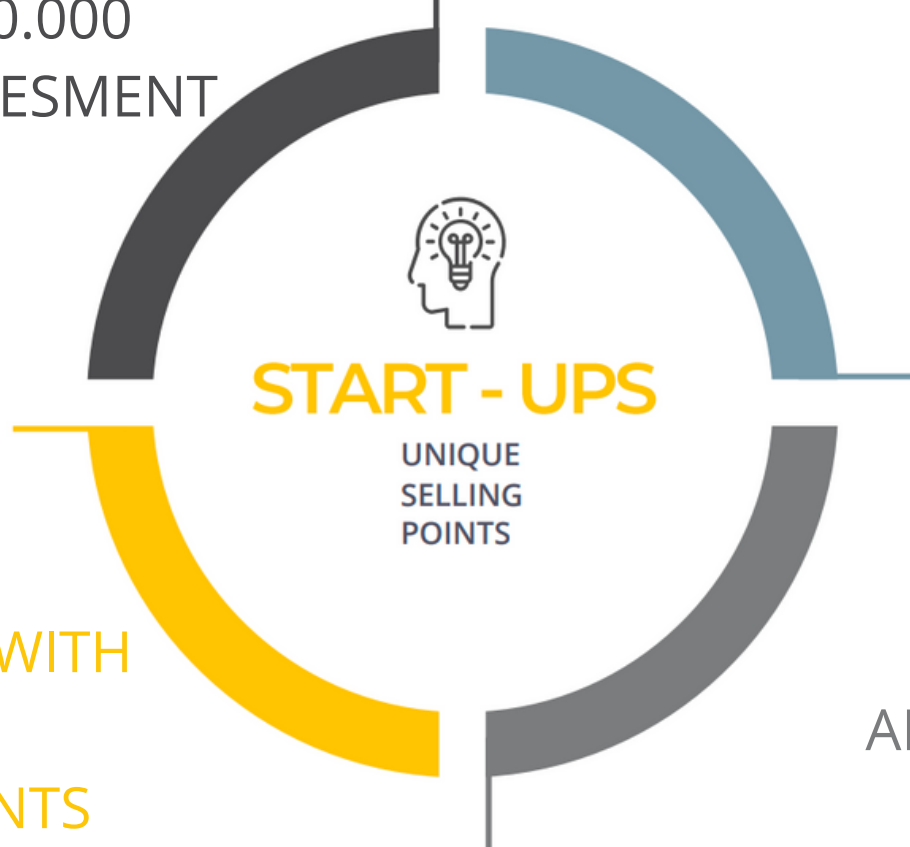 0.000
ESMENT
START - UPS
UNIQUE
SELLING
POINTS
WITH
NTS